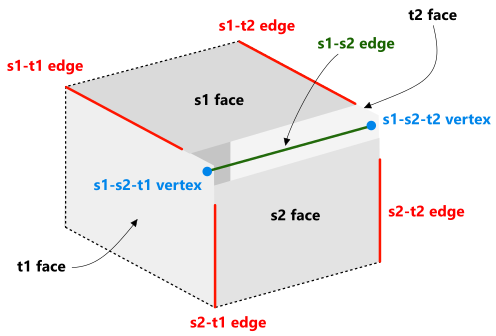 t2 face
s1-t2 edge
s1-s2 edge
s1-t1 edge
s1 face
s1-s2-t2 vertex
s1-s2-t1 vertex
s2 face
s2-t2 edge
t1 face
s2-t1 edge